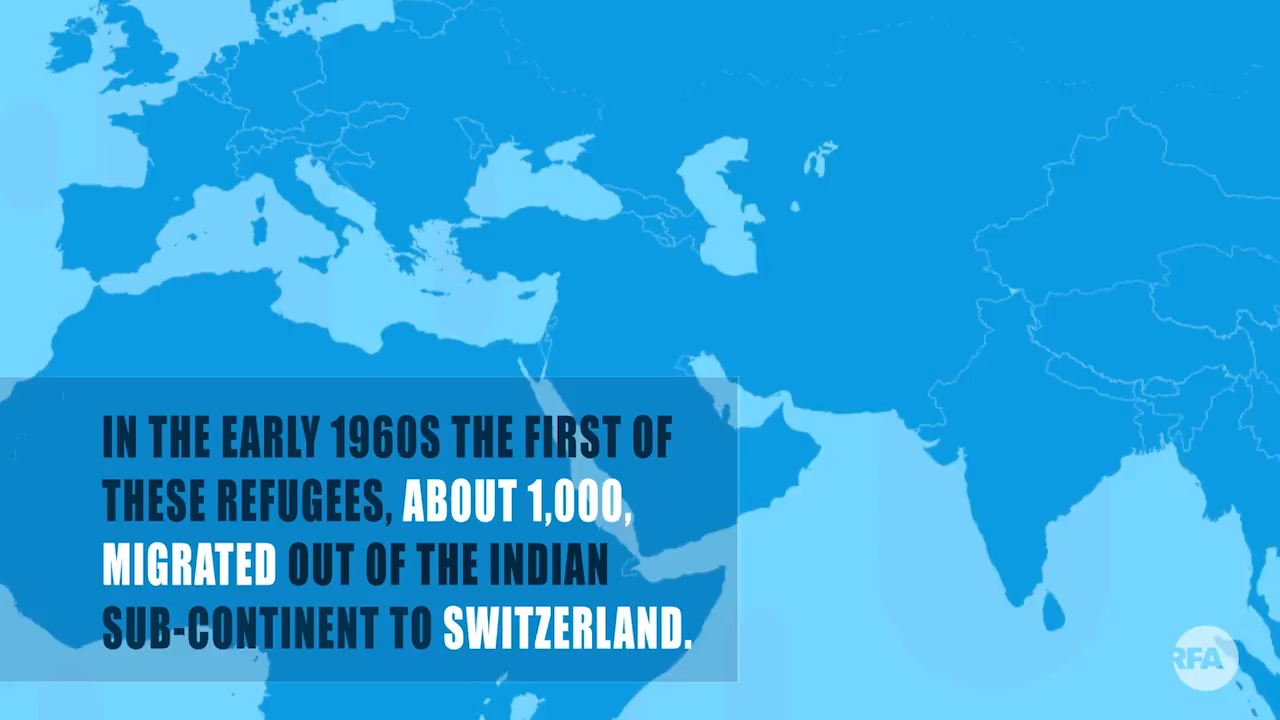 IN THE EARLY 1960S THE FIRST OF
THESE REFUGEES, ABOUT 1,000,
MIGRATED OUT OF THE INDIAN
SUB-CONTINENT TO SWITZERLAND.
RFA